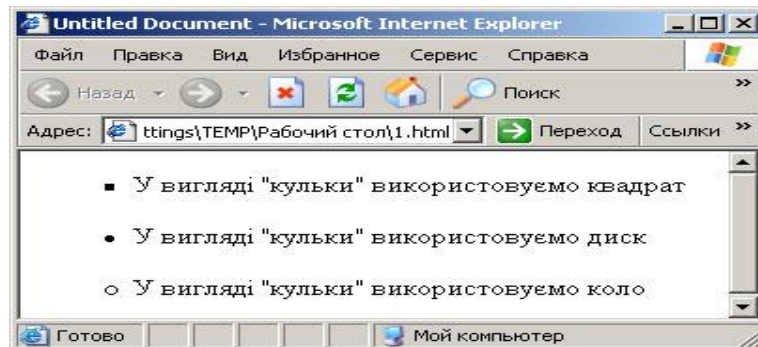 Untitled Document - Microsoft Internet Explorer
Файл Правка Вид Избранное Сервис Справка
Назад Поиск »
Адрес: ttings\TEMP\Рабочий стол\1.html Переход Ссылки »
У вигляді "кульки" використовуємо квадрат
У вигляді "кульки" використовуємо диск
У вигляді "кульки" використовуємо коло
Готово Мой компьютер